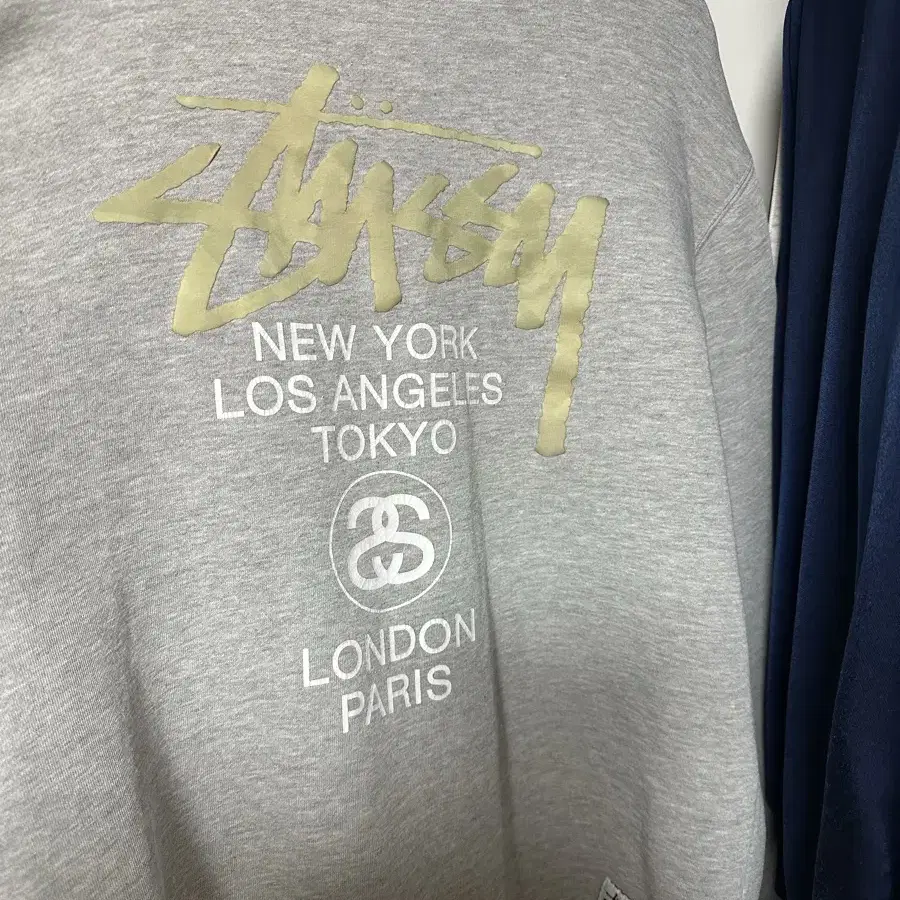 Stüssy
NEW YORK
LOS ANGELES
TOKYO
SS
LONDON
PARIS